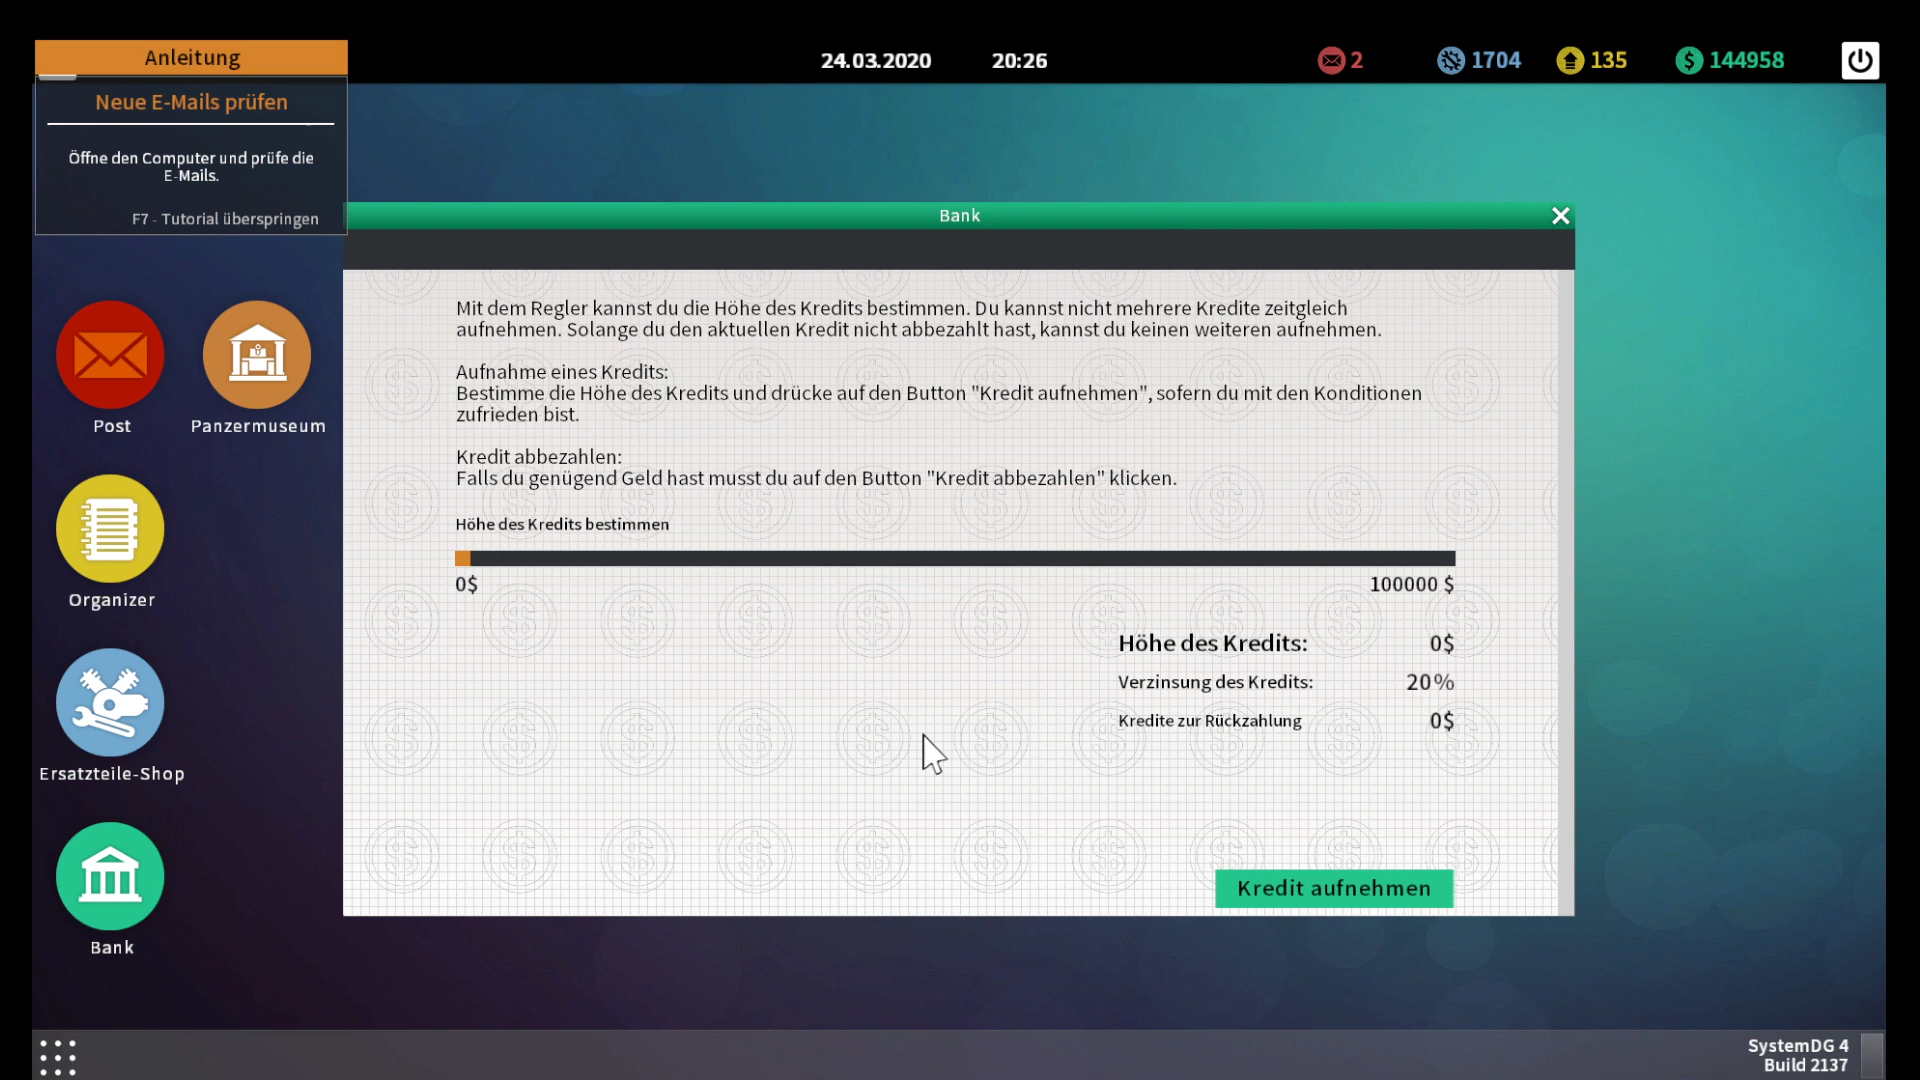 Anleitung
24.03.2020 20:26 2 1704 135 144958
Neue E-Mails prüfen
Öffne den Computer und prüfe die
E-Mails.
F7 - Tutorial überspringen
Bank
Mit dem Regler kannst du die Höhe des Kredits bestimmen. Du kannst nicht mehrere Kredite zeitgleich
aufnehmen. Solange du den aktuellen Kredit nicht abbezahlt hast, kannst du keinen weiteren aufnehmen.
Aufnahme eines Kredits:
Bestimme die Höhe des Kredits und drücke auf den Button "Kredit aufnehmen", sofern du mit den Konditionen
zufrieden bist.
Kredit abbezahlen:
Falls du genügend Geld hast musst du auf den Button "Kredit abbezahlen" klicken.
Höhe des Kredits bestimmen
0$ 100000 $
Höhe des Kredits: 0$
Verzinsung des Kredits: 20%
Kredite zur Rückzahlung 0$
Kredit aufnehmen
Post
Panzermuseum
Organizer
Ersatzteile-Shop
Bank
SystemDG 4
Build 2137